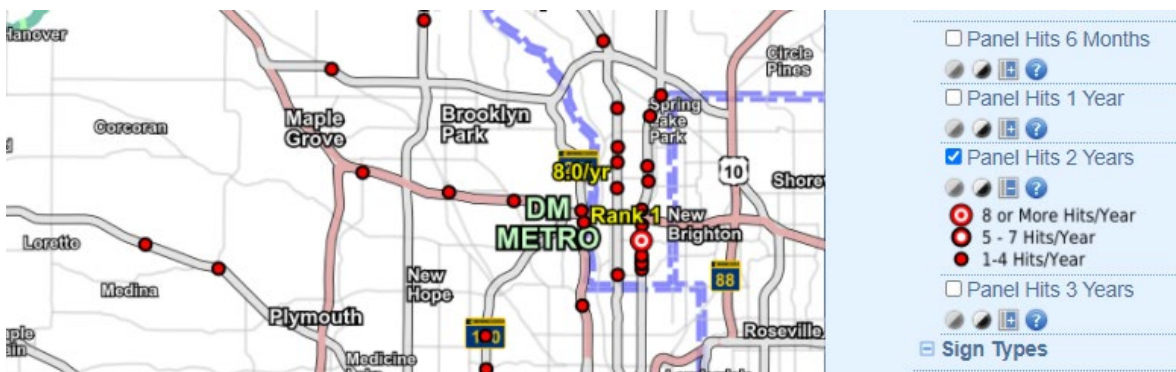 Hanover
Circle
Pines
Corcoran
Maple
Grove
Brooklyn
Park
Spring
Lake
Park
8.0/yr
10
DM
METRO
Rank 1
New
Brighton
Loretto
Medina
New
Hope
88
Plymouth
Roseville
Medicine
Panel Hits 6 Months
Panel Hits 1 Year
Panel Hits 2 Years
8 or More Hits/Year
5 - 7 Hits/Year
1-4 Hits/Year
Panel Hits 3 Years
Sign Types